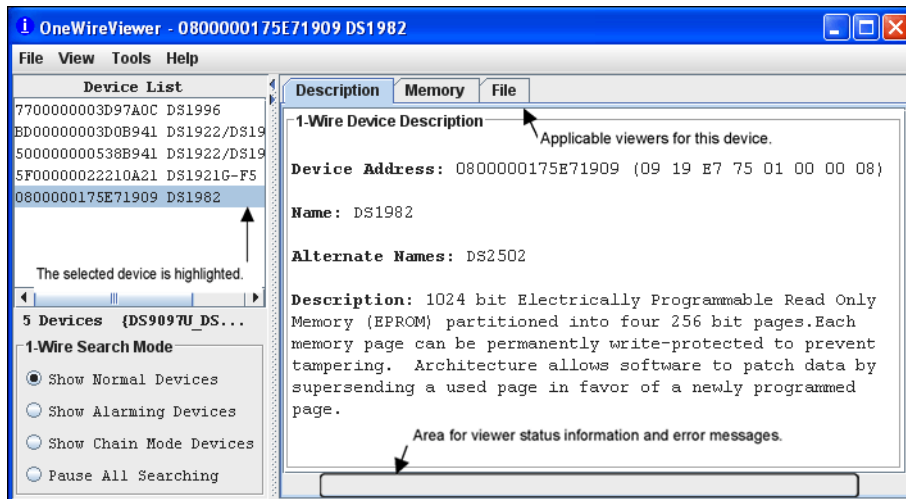 OneWireViewer - 0800000175E71909 DS1982
File View Tools Help
Device List
7700000003D97A0C DS1996
BD00000003D0B941 DS1922/DS19
500000000538B941 DS1922/DS19
5F00000022210A21 DS1921G-F5
0800000175E71909 DS1982
The selected device is highlighted.
5 Devices {DS9097U_DS...
1-Wire Search Mode
Show Normal Devices
Show Alarming Devices
Show Chain Mode Devices
Pause All Searching
Description Memory File
1-Wire Device Description
Applicable viewers for this device.
Device Address: 0800000175E71909 (09 19 E7 75 01 00 00 08)
Name: DS1982
Alternate Names: DS2502
Description: 1024 bit Electrically Programmable Read Only
Memory (EPROM) partitioned into four 256 bit pages.Each
memory page can be permanently write-protected to prevent
tampering. Architecture allows software to patch data by
supersending a used page in favor of a newly programmed
page.
Area for viewer status information and error messages.